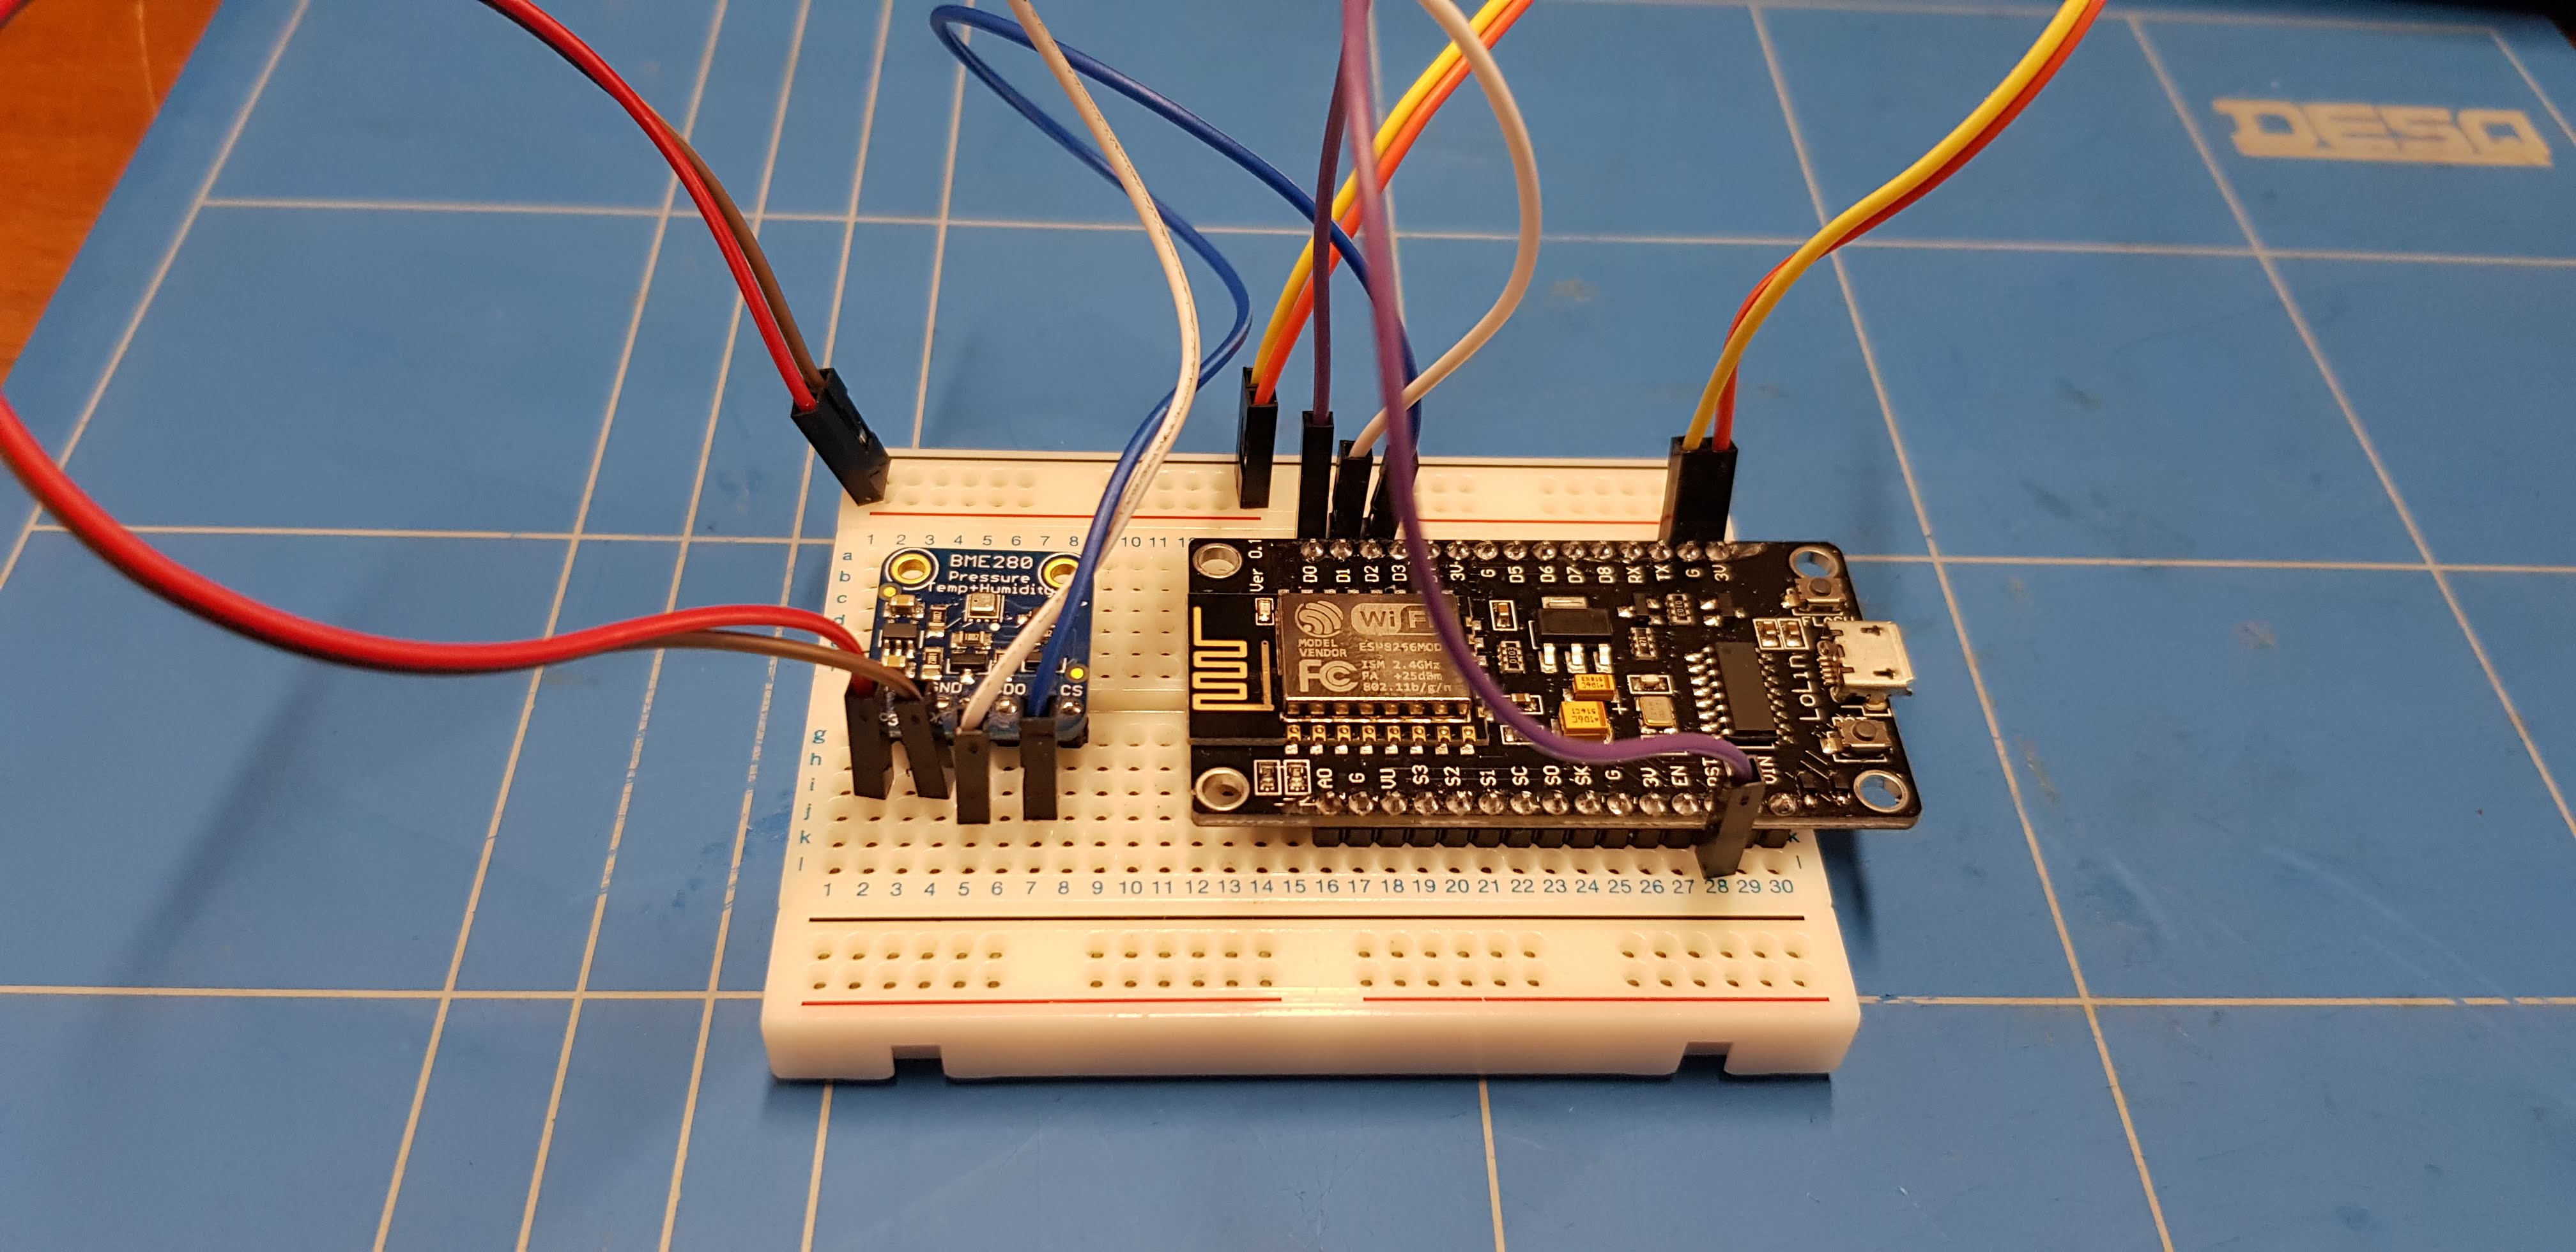 DESQ
1 2 3 4 5 6 7 8 10 11
a
b
c
d
BME280
Pressure
Temp+Humidity
GND
CS
Ver 0.1
D0 D1 D2 D3 3V G D5 D6 D7 D8 RX TX G 3V
WiFi
MODEL
VENDOR
ESP8266MOD
FC
ISM 2.4GHz
PA +25dBm
802.11b/g/n
106C
106C
LoLin
A0 G VU S3 S2 S1 SC S0 SK G 3V EN RST VIN
g
h
i
j
k
l
k
l
1 2 3 4 5 6 7 8 9 10 11 12 13 14 15 16 17 18 19 20 21 22 23 24 25 26 27 28 29 30